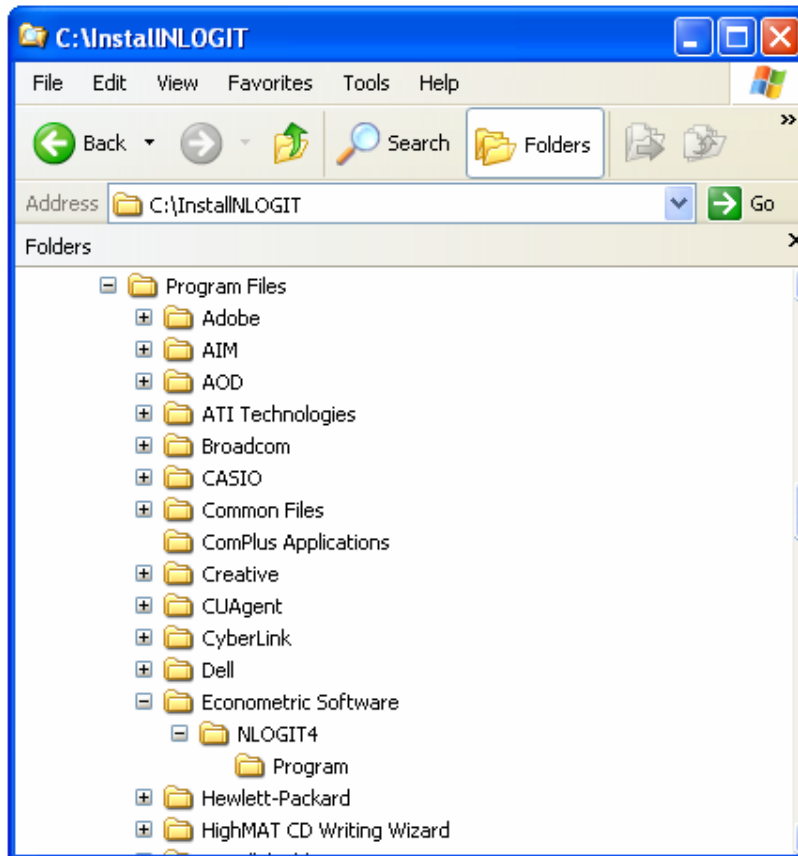 C:\InstallNLOGIT
File Edit View Favorites Tools Help
Back Search Folders
Address C:\InstallNLOGIT Go
Folders
Program Files
Adobe
AIM
AOD
ATI Technologies
Broadcom
CASIO
Common Files
ComPlus Applications
Creative
CUAgent
CyberLink
Dell
Econometric Software
NLOGIT4
Program
Hewlett-Packard
HighMAT CD Writing Wizard